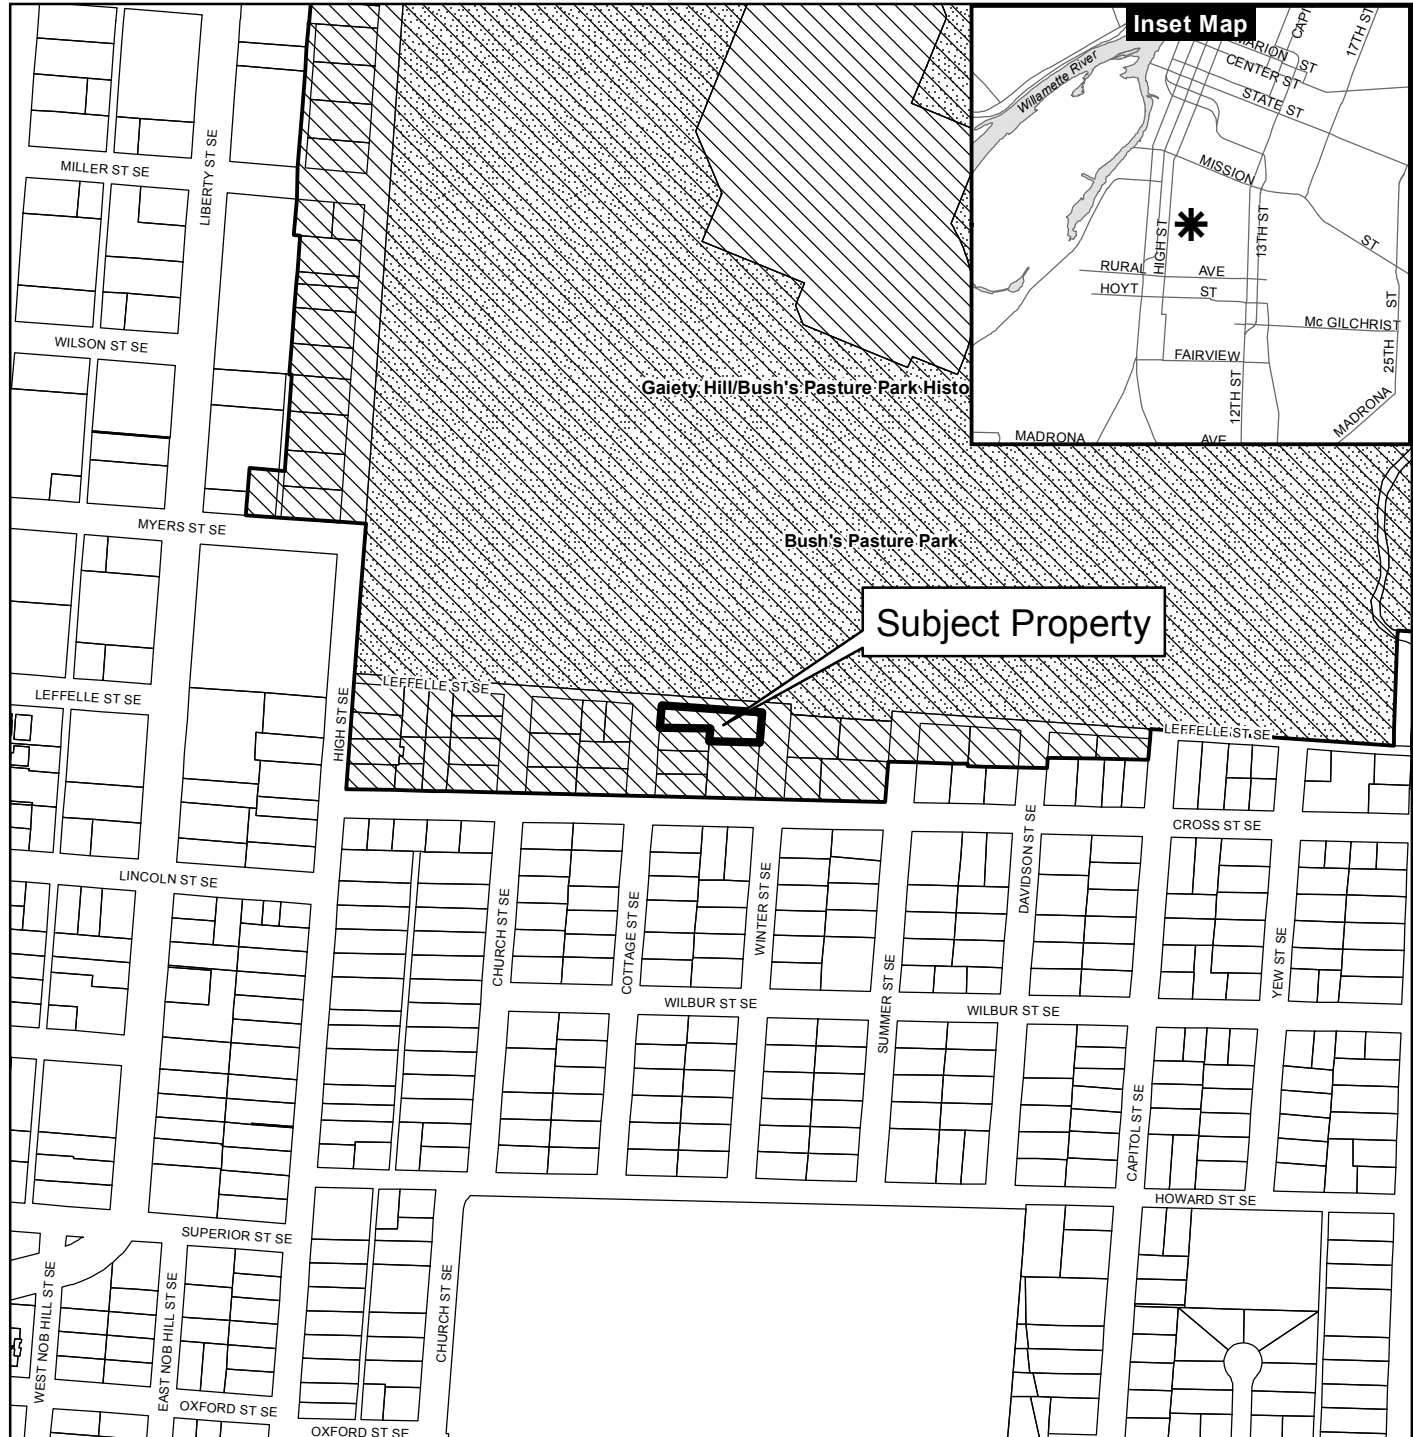 Inset Map
CAPI
17TH ST
MARION ST
CENTER ST
STATE ST
Willamette River
MISSION
ST
HIGH ST
13TH ST
RURAL AVE
HOYT ST
Mc GILCHRIST
25TH ST
FAIRVIEW
12TH ST
MADRONA
MADRONA AVE
MILLER ST SE
LIBERTY ST SE
WILSON ST SE
Gaiety Hill/Bush's Pasture Park Histo
MYERS ST SE
Bush's Pasture Park
Subject Property
LEFFELLE ST SE
LEFFELLE ST SE
HIGH ST SE
LEFFELLE ST SE
CROSS ST SE
DAVIDSON ST SE
LINCOLN ST SE
CHURCH ST SE
COTTAGE ST SE
WINTER ST SE
SUMMER ST SE
YEW ST SE
WILBUR ST SE
WILBUR ST SE
CAPITOL ST SE
HOWARD ST SE
SUPERIOR ST SE
WEST NOB HILL ST SE
EAST NOB HILL ST SE
CHURCH ST SE
OXFORD ST SE
OXFORD ST SE